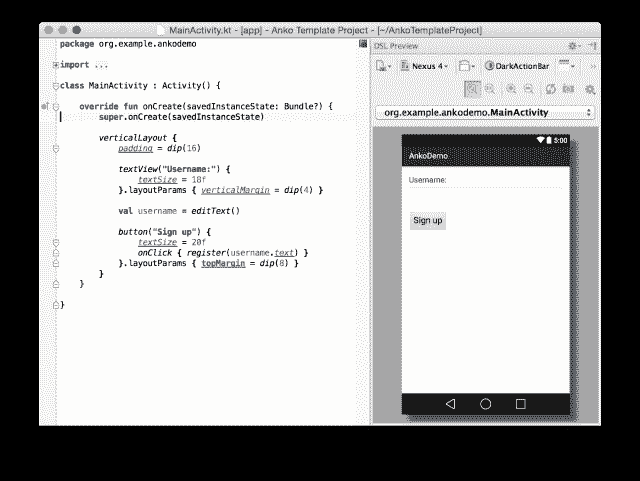 MainActivity.kt - [app] - Anko Template Project - [~/AnkoTemplateProject]
package org.example.ankodemo
import ...
class MainActivity : Activity() {
override fun onCreate(savedInstanceState: Bundle?) {
super.onCreate(savedInstanceState)
verticalLayout {
padding = dip(16)
textView("Username:") {
textSize = 18f
}.layoutParams { verticalMargin = dip(4) }
val username = editText()
button("Sign up") {
textSize = 20f
onClick { register(username.text) }
}.layoutParams { topMargin = dip(8) }
}
}
}
DSL Preview
Nexus 4 DarkActionBar
org.example.ankodemo.MainActivity
5:00
AnkoDemo
Username:
Sign up